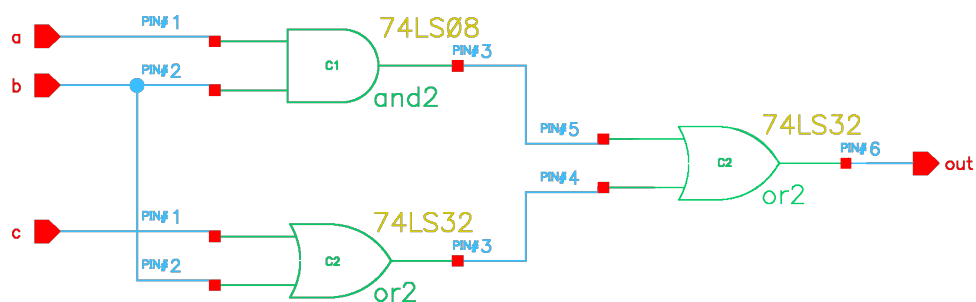 a
PIN#1
74LSØ8
b
PIN#2
C1
PIN#3
and2
PIN#5
74LS32
PIN#4
C2
PIN#6
out
or2
c
PIN#1
74LS32
PIN#2
C2
PIN#3
or2